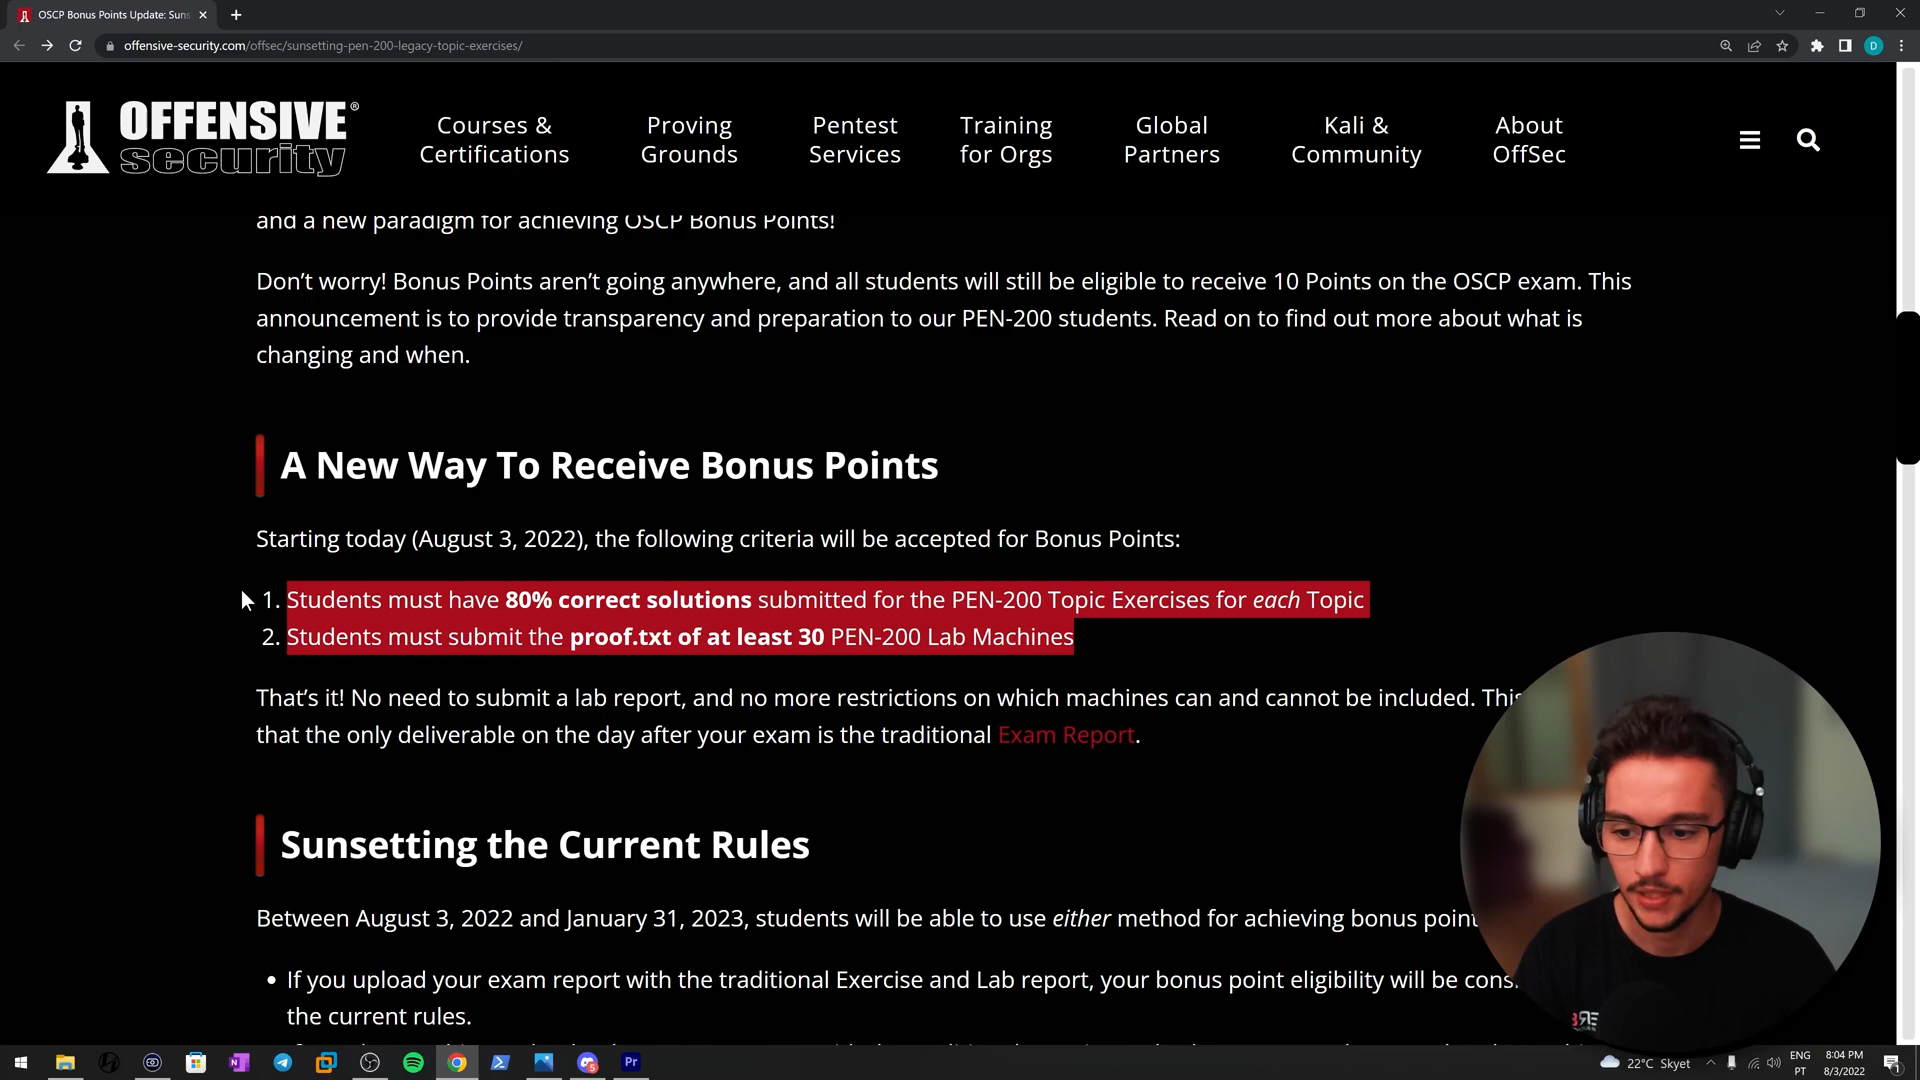 OSCP Bonus Points Update: Suns
offensive-security.com/offsec/sunsetting-pen-200-legacy-topic-exercises/
D
OFFENSIVE®
security
Courses &
Certifications
Proving
Grounds
Pentest
Services
Training
for Orgs
Global
Partners
Kali &
Community
About
OffSec
and a new paradigm for achieving OSCP Bonus Points!
Don’t worry! Bonus Points aren’t going anywhere, and all students will still be eligible to receive 10 Points on the OSCP exam. This
announcement is to provide transparency and preparation to our PEN-200 students. Read on to find out more about what is
changing and when.
A New Way To Receive Bonus Points
Starting today (August 3, 2022), the following criteria will be accepted for Bonus Points:
1. Students must have 80% correct solutions submitted for the PEN-200 Topic Exercises for each Topic
2. Students must submit the proof.txt of at least 30 PEN-200 Lab Machines
That’s it! No need to submit a lab report, and no more restrictions on which machines can and cannot be included.
that the only deliverable on the day after your exam is the traditional Exam Report.
Sunsetting the Current Rules
Between August 3, 2022 and January 31, 2023, students will be able to use either method for achieving bonus
• If you upload your exam report with the traditional Exercise and Lab report, your bonus point eligibility will be
the current rules.
Pr
22°C Skyet
ENG
PT
8:04 PM
8/3/2022
1